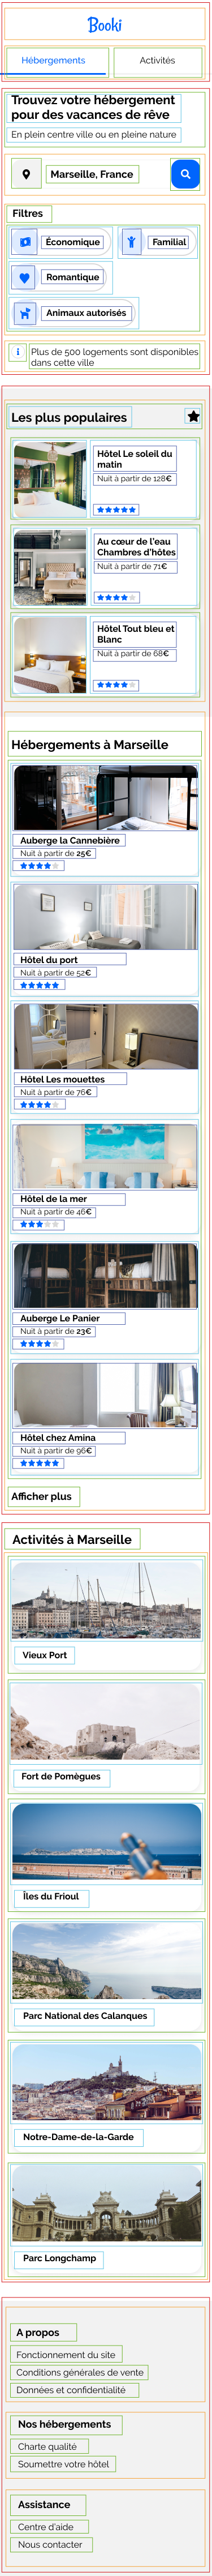 Booki
Hébergements
Activités
Trouvez votre hébergement
pour des vacances de rêve
En plein centre ville ou en pleine nature
Marseille, France
Filtres
Économique
Familial
Romantique
Animaux autorisés
Plus de 500 logements sont disponibles
dans cette ville
Les plus populaires
Hôtel Le soleil du
matin
Nuit à partir de 128€
Au cœur de l'eau
Chambres d'hôtes
Nuit à partir de 71€
Hôtel Tout bleu et
Blanc
Nuit à partir de 68€
Hébergements à Marseille
Auberge la Cannebière
Nuit à partir de 25€
Hôtel du port
Nuit à partir de 52€
Hôtel Les mouettes
Nuit à partir de 76€
Hôtel de la mer
Nuit à partir de 46€
Auberge Le Panier
Nuit à partir de 23€
Hôtel chez Amina
Nuit à partir de 96€
Afficher plus
Activités à Marseille
Vieux Port
Fort de Pomègues
Îles du Frioul
Parc National des Calanques
Notre-Dame-de-la-Garde
Parc Longchamp
A propos
Fonctionnement du site
Conditions générales de vente
Données et confidentialité
Nos hébergements
Charte qualité
Soumettre votre hôtel
Assistance
Centre d'aide
Nous contacter